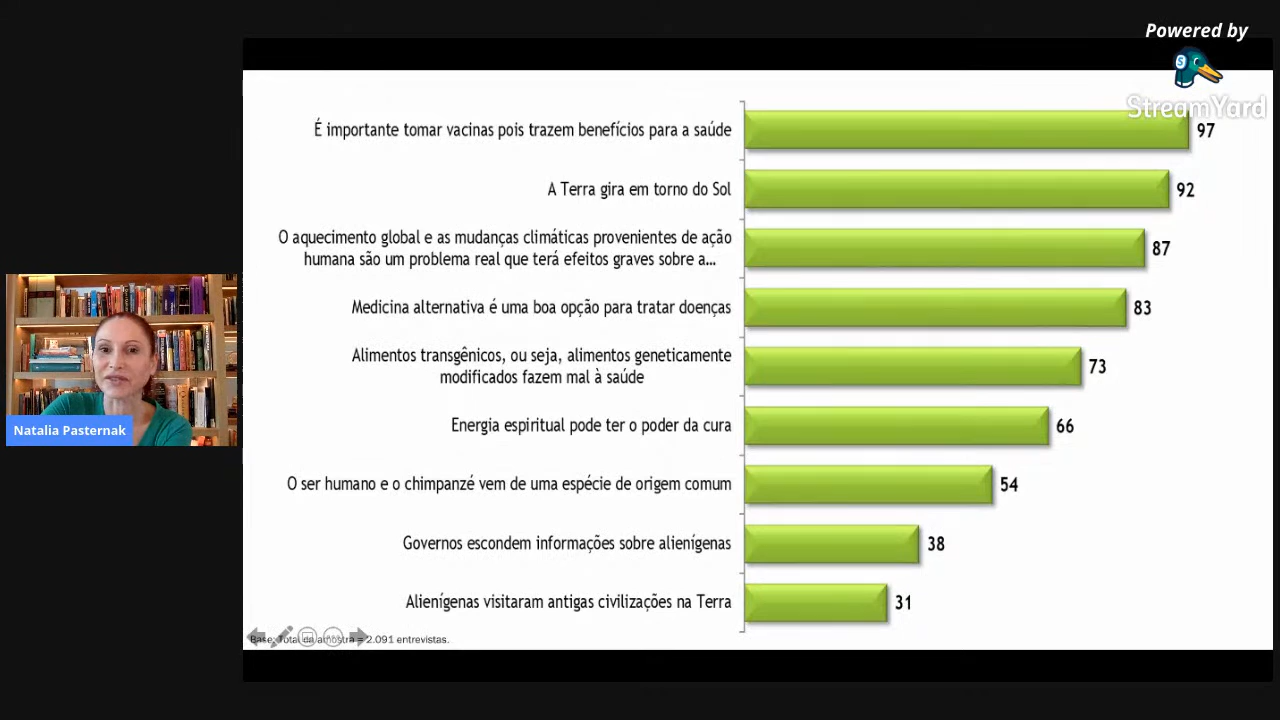 Powered by
S
StreamYard
É importante tomar vacinas pois trazem benefícios para a saúde
97
A Terra gira em torno do Sol
92
O aquecimento global e as mudanças climáticas provenientes de ação
humana são um problema real que terá efeitos graves sobre a...
87
Medicina alternativa é uma boa opção para tratar doenças
83
Alimentos transgênicos, ou seja, alimentos geneticamente
modificados fazem mal à saúde
73
Energia espiritual pode ter o poder da cura
66
Natalia Pasternak
O ser humano e o chimpanzé vem de uma espécie de origem comum
54
Governos escondem informações sobre alienígenas
38
Alienígenas visitaram antigas civilizações na Terra
31
Base: Total da amostra = 2.091 entrevistas.